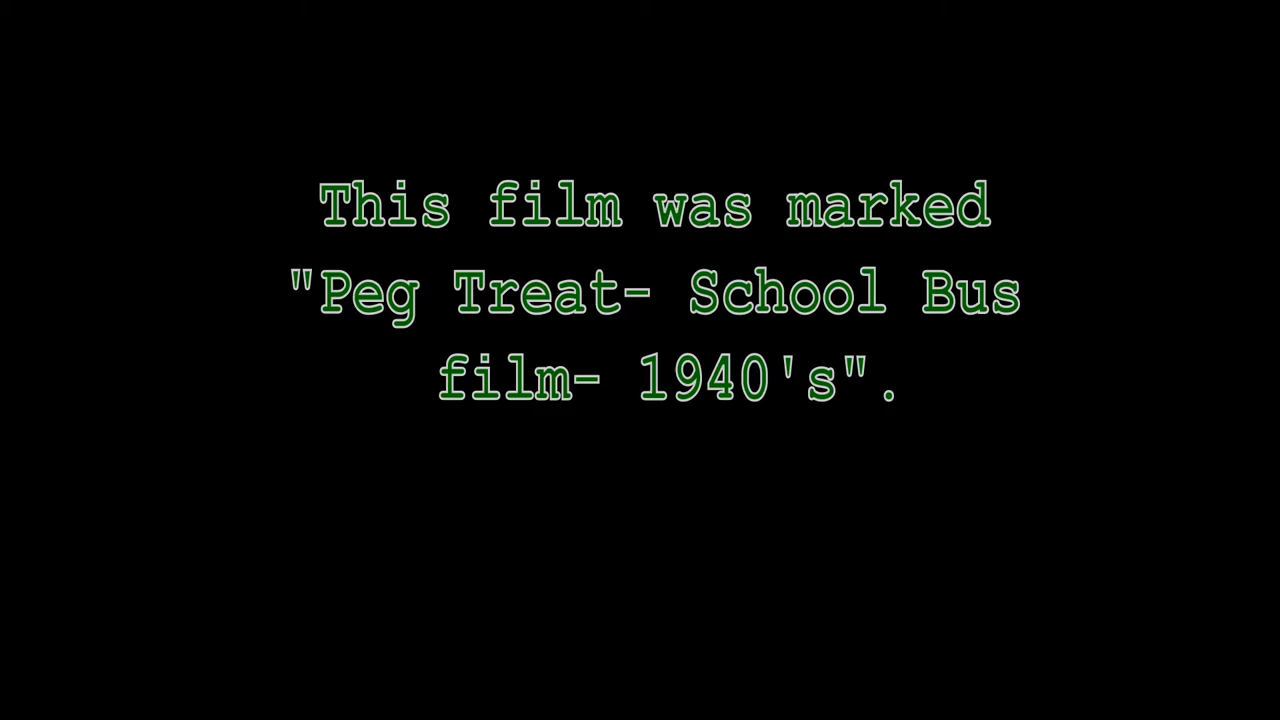 This film was marked
"Peg Treat- School Bus
film- 1940's".